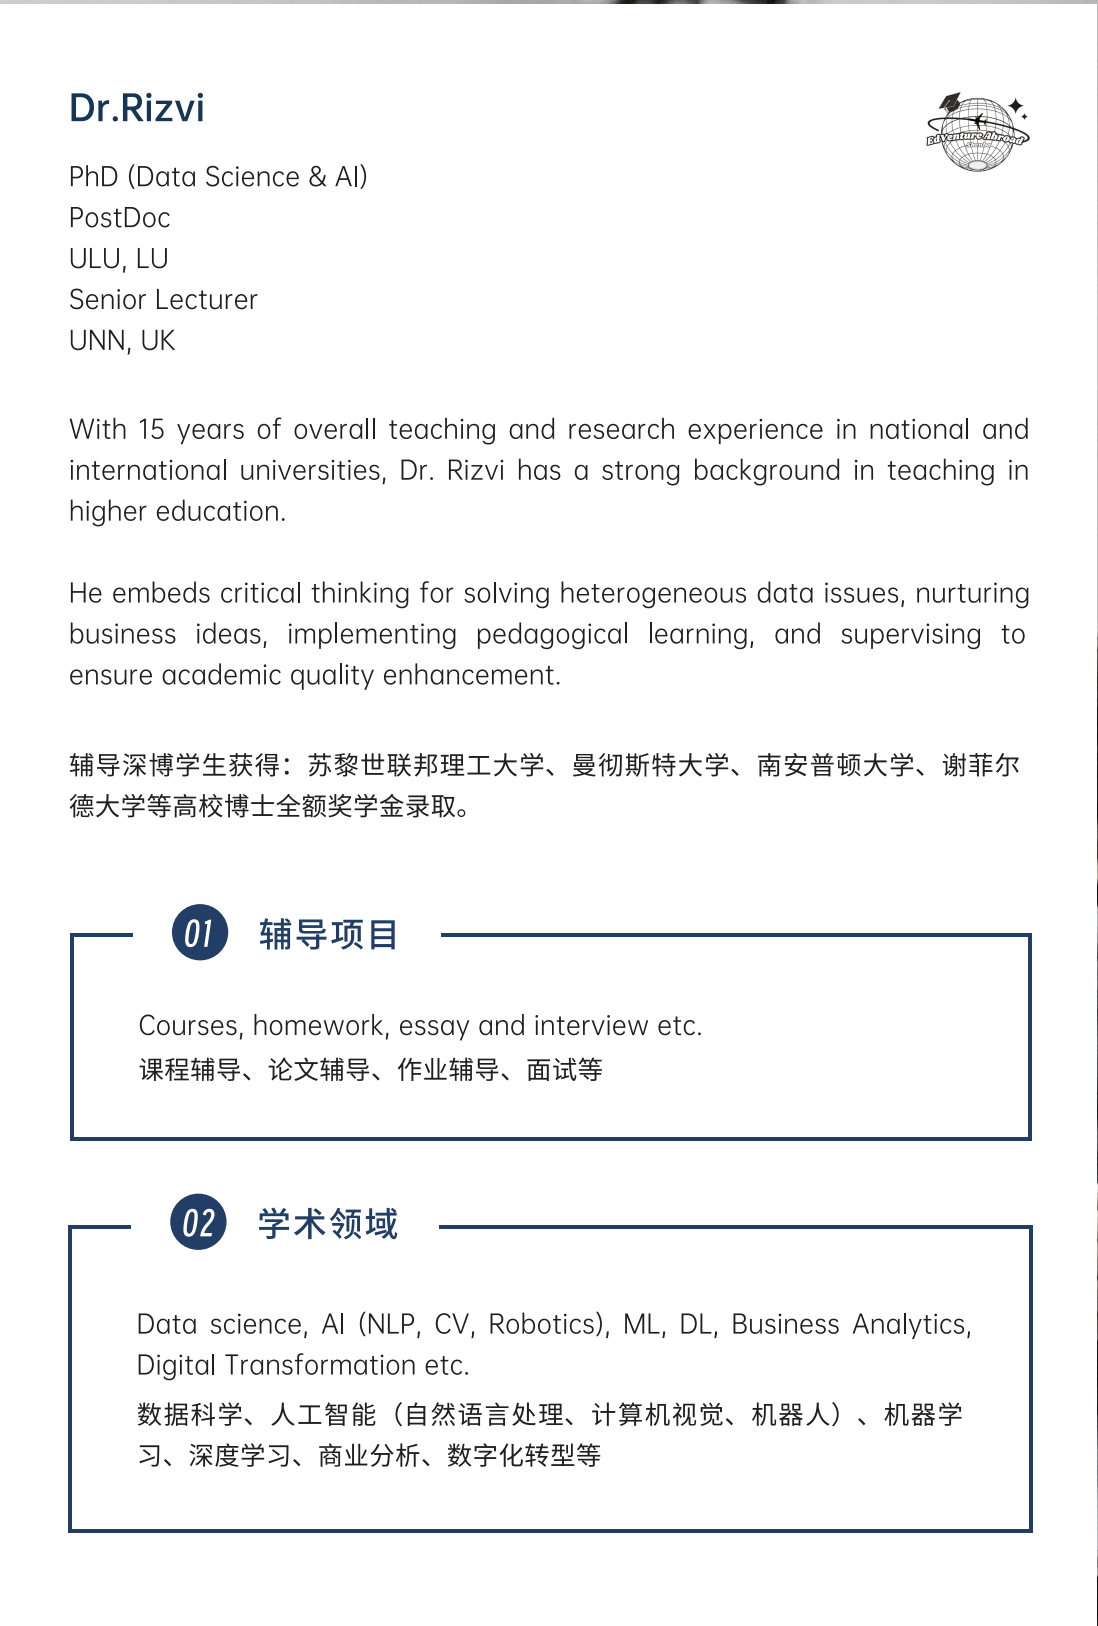 Dr.Rizvi
EdVenture Abroad
PhD (Data Science & AI)
PostDoc
ULU, LU
Senior Lecturer
UNN, UK
With 15 years of overall teaching and research experience in national and
international universities, Dr. Rizvi has a strong background in teaching in
higher education.
He embeds critical thinking for solving heterogeneous data issues, nurturing
business ideas, implementing pedagogical learning, and supervising to
ensure academic quality enhancement.
辅导深博学生获得：苏黎世联邦理工大学、曼彻斯特大学、南安普顿大学、谢菲尔
德大学等高校博士全额奖学金录取。
01 辅导项目
Courses, homework, essay and interview etc.
课程辅导、论文辅导、作业辅导、面试等
02 学术领域
Data science, AI (NLP, CV, Robotics), ML, DL, Business Analytics,
Digital Transformation etc.
数据科学、人工智能（自然语言处理、计算机视觉、机器人）、机器学
习、深度学习、商业分析、数字化转型等